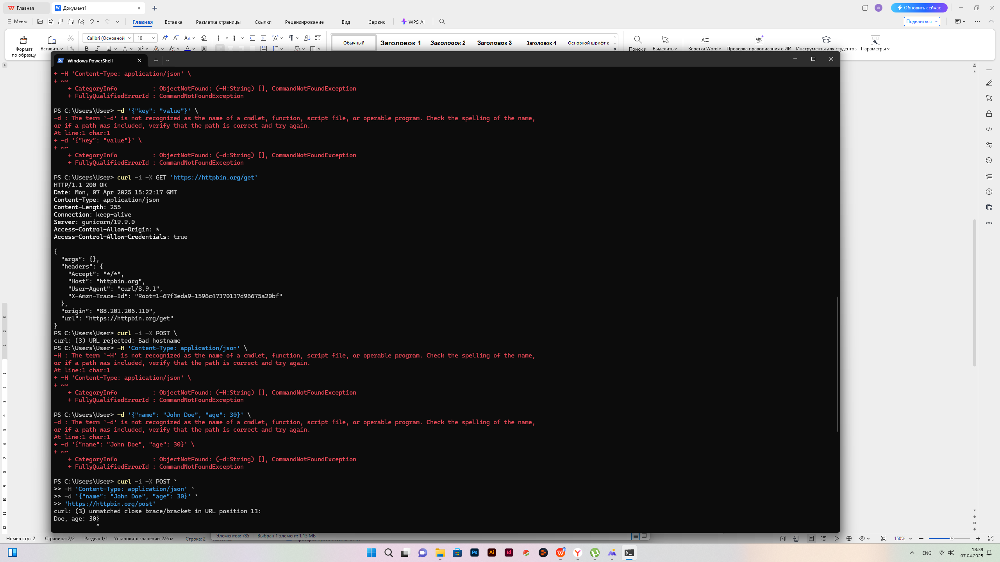 Главная
Документ1
Обновить сейчас
Меню
Главная
Вставка
Разметка страницы
Ссылки
Рецензирование
Вид
Сервис
WPS AI
Поделиться
Формат по образцу
Вставить
Calibri (Основной
10
Обычный
Заголовок 1
Заголовок 2
Заголовок 3
Заголовок 4
Основной шрифт а
Поиск и
Выделить
Верстка Word
Проверка правописания с ИИ
Инструменты для студентов
Параметры
Windows PowerShell
+ -H 'Content-Type: application/json' \
+ ~~
    + CategoryInfo          : ObjectNotFound: (-H:String) [], CommandNotFoundException
    + FullyQualifiedErrorId : CommandNotFoundException

PS C:\Users\User> -d '{"key": "value"}' \
-d : The term '-d' is not recognized as the name of a cmdlet, function, script file, or operable program. Check the spelling of the name,
or if a path was included, verify that the path is correct and try again.
At line:1 char:1
+ -d '{"key": "value"}' \
+ ~~
    + CategoryInfo          : ObjectNotFound: (-d:String) [], CommandNotFoundException
    + FullyQualifiedErrorId : CommandNotFoundException

PS C:\Users\User> curl -i -X GET 'https://httpbin.org/get'
HTTP/1.1 200 OK
Date: Mon, 07 Apr 2025 15:22:17 GMT
Content-Type: application/json
Content-Length: 255
Connection: keep-alive
Server: gunicorn/19.9.0
Access-Control-Allow-Origin: *
Access-Control-Allow-Credentials: true

{
  "args": {},
  "headers": {
    "Accept": "*/*",
    "Host": "httpbin.org",
    "User-Agent": "curl/8.9.1",
    "X-Amzn-Trace-Id": "Root=1-67f3eda9-1596c47370137d96675a20bf"
  },
  "origin": "88.201.206.110",
  "url": "https://httpbin.org/get"
}
PS C:\Users\User> curl -i -X POST \
curl: (3) URL rejected: Bad hostname
PS C:\Users\User> -H 'Content-Type: application/json' \
-H : The term '-H' is not recognized as the name of a cmdlet, function, script file, or operable program. Check the spelling of the name,
or if a path was included, verify that the path is correct and try again.
At line:1 char:1
+ -H 'Content-Type: application/json' \
+ ~~
    + CategoryInfo          : ObjectNotFound: (-H:String) [], CommandNotFoundException
    + FullyQualifiedErrorId : CommandNotFoundException

PS C:\Users\User> -d '{"name": "John Doe", "age": 30}' \
-d : The term '-d' is not recognized as the name of a cmdlet, function, script file, or operable program. Check the spelling of the name,
or if a path was included, verify that the path is correct and try again.
At line:1 char:1
+ -d '{"name": "John Doe", "age": 30}' \
+ ~~
    + CategoryInfo          : ObjectNotFound: (-d:String) [], CommandNotFoundException
    + FullyQualifiedErrorId : CommandNotFoundException

PS C:\Users\User> curl -i -X POST `
>> -H 'Content-Type: application/json' `
>> -d '{"name": "John Doe", "age": 30}' `
>> 'https://httpbin.org/post'
curl: (3) unmatched close brace/bracket in URL position 13:
Doe, age: 30}
            ^
Элементов: 785
Выбран 1 элемент: 1,13 МБ
Номер стр.: 2
Страница: 2/2
Раздел: 1/1
Установить значение: 2.9см
Строка: 2
150%
ENG
18:39
07.04.2025